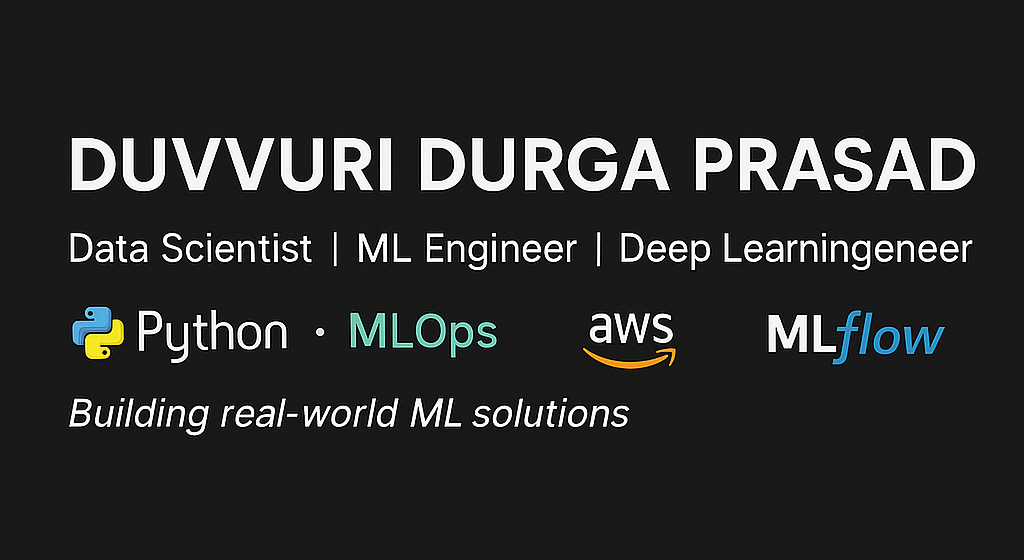 DUVVURI DURGA PRASAD
Data Scientist | ML Engineer | Deep Learningeneer
Python · MLOps aws MLflow
Building real-world ML solutions